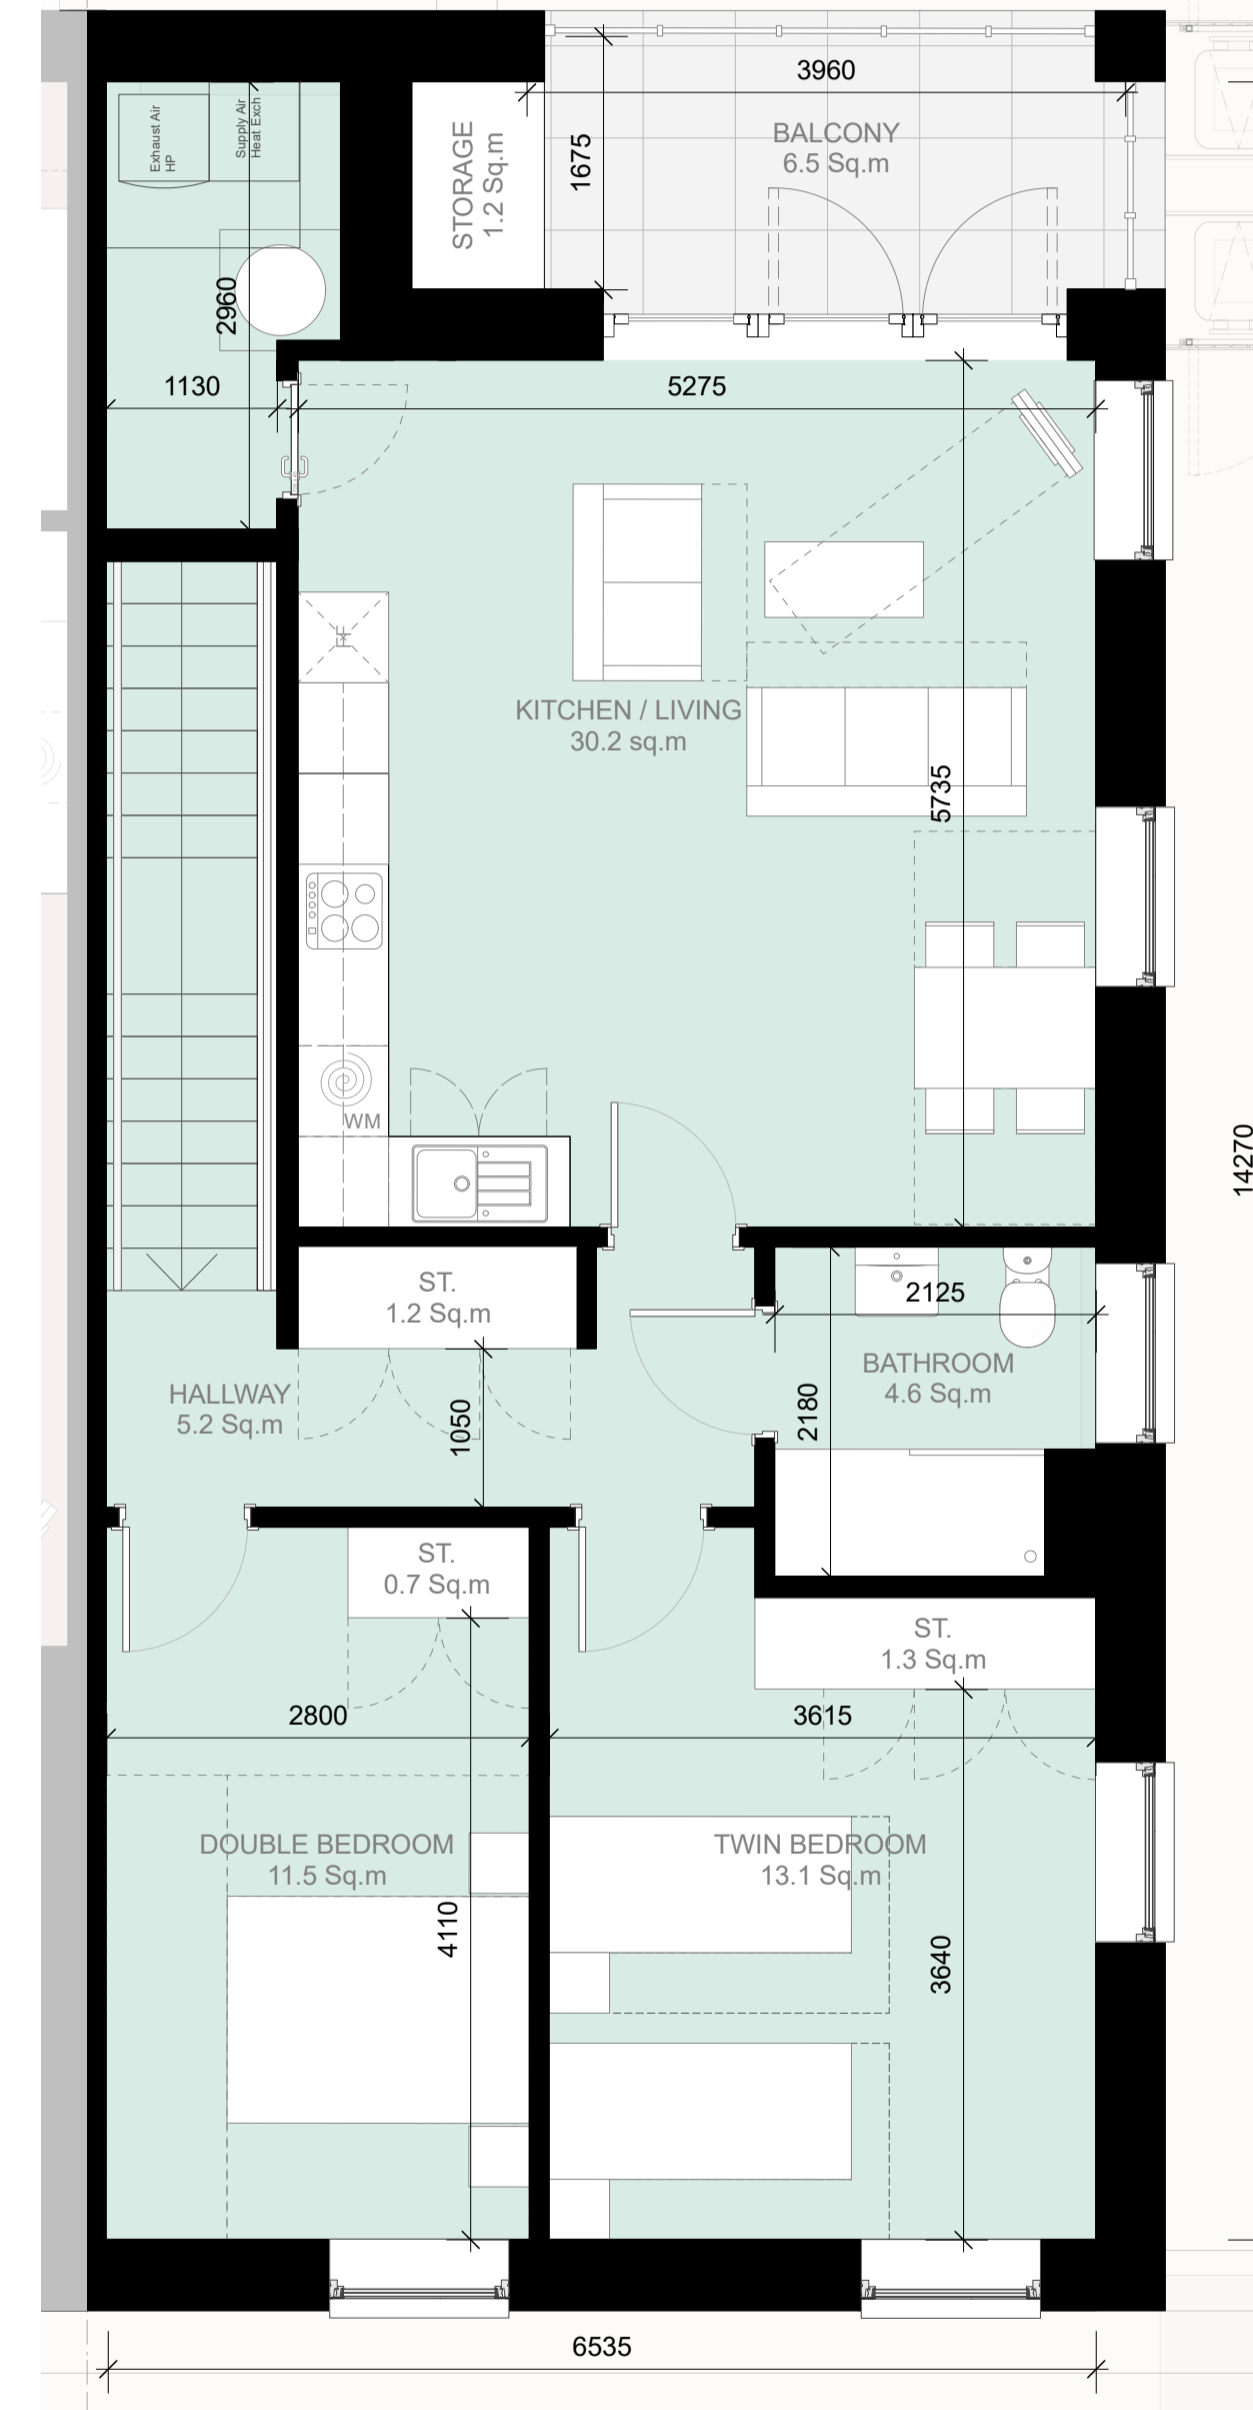 3960
BALCONY
6.5 Sq.m
1675
STORAGE
1.2 Sq.m
Exhaust Air
HP
Supply Air
Heat Exch
2960
1130
5275
KITCHEN / LIVING
30.2 sq.m
5735
WM
14270
ST.
1.2 Sq.m
2125
BATHROOM
4.6 Sq.m
2180
HALLWAY
5.2 Sq.m
1050
ST.
0.7 Sq.m
ST.
1.3 Sq.m
2800
3615
DOUBLE BEDROOM
11.5 Sq.m
TWIN BEDROOM
13.1 Sq.m
4110
3640
6535